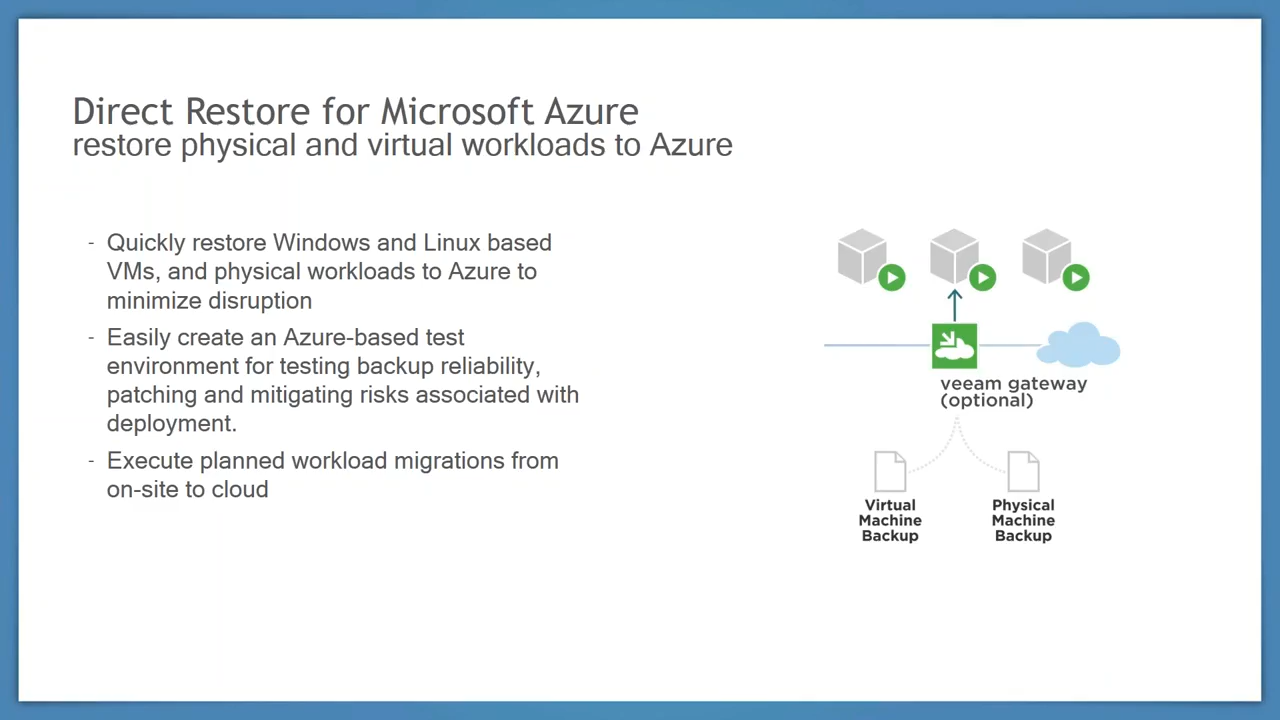 Direct Restore for Microsoft Azure
restore physical and virtual workloads to Azure
- Quickly restore Windows and Linux based
VMs, and physical workloads to Azure to
minimize disruption
- Easily create an Azure-based test
environment for testing backup reliability,
patching and mitigating risks associated with
deployment.
- Execute planned workload migrations from
on-site to cloud
veeam gateway
(optional)
Virtual
Machine
Backup
Physical
Machine
Backup